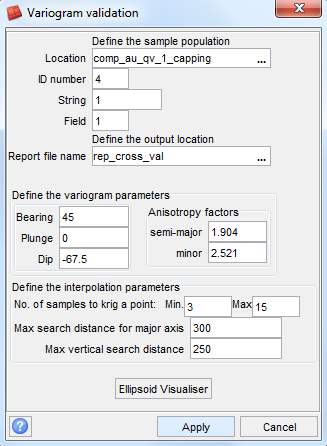 Variogram validation
Define the sample population
Location comp_au_qv_1_capping ...
ID number 4
String 1
Field 1
Define the output location
Report file name rep_cross_val ...
Define the variogram parameters
Bearing 45
Plunge 0
Dip -67.5
Anisotropy factors
semi-major 1.904
minor 2.521
Define the interpolation parameters
No. of samples to krig a point: Min. 3 Max 15
Max search distance for major axis 300
Max vertical search distance 250
Ellipsoid Visualiser
? Apply Cancel